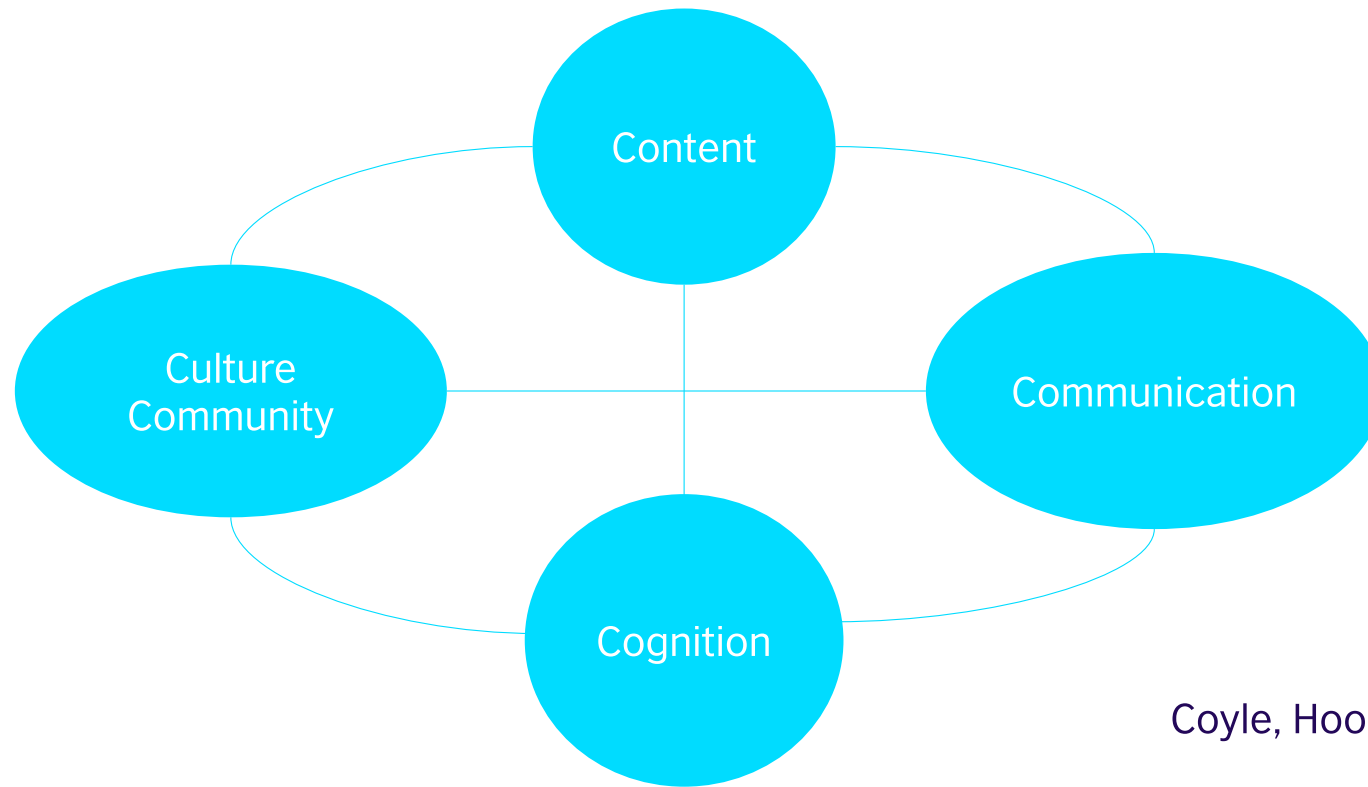 Content
Culture
Community
Communication
Cognition
Coyle, Hoo